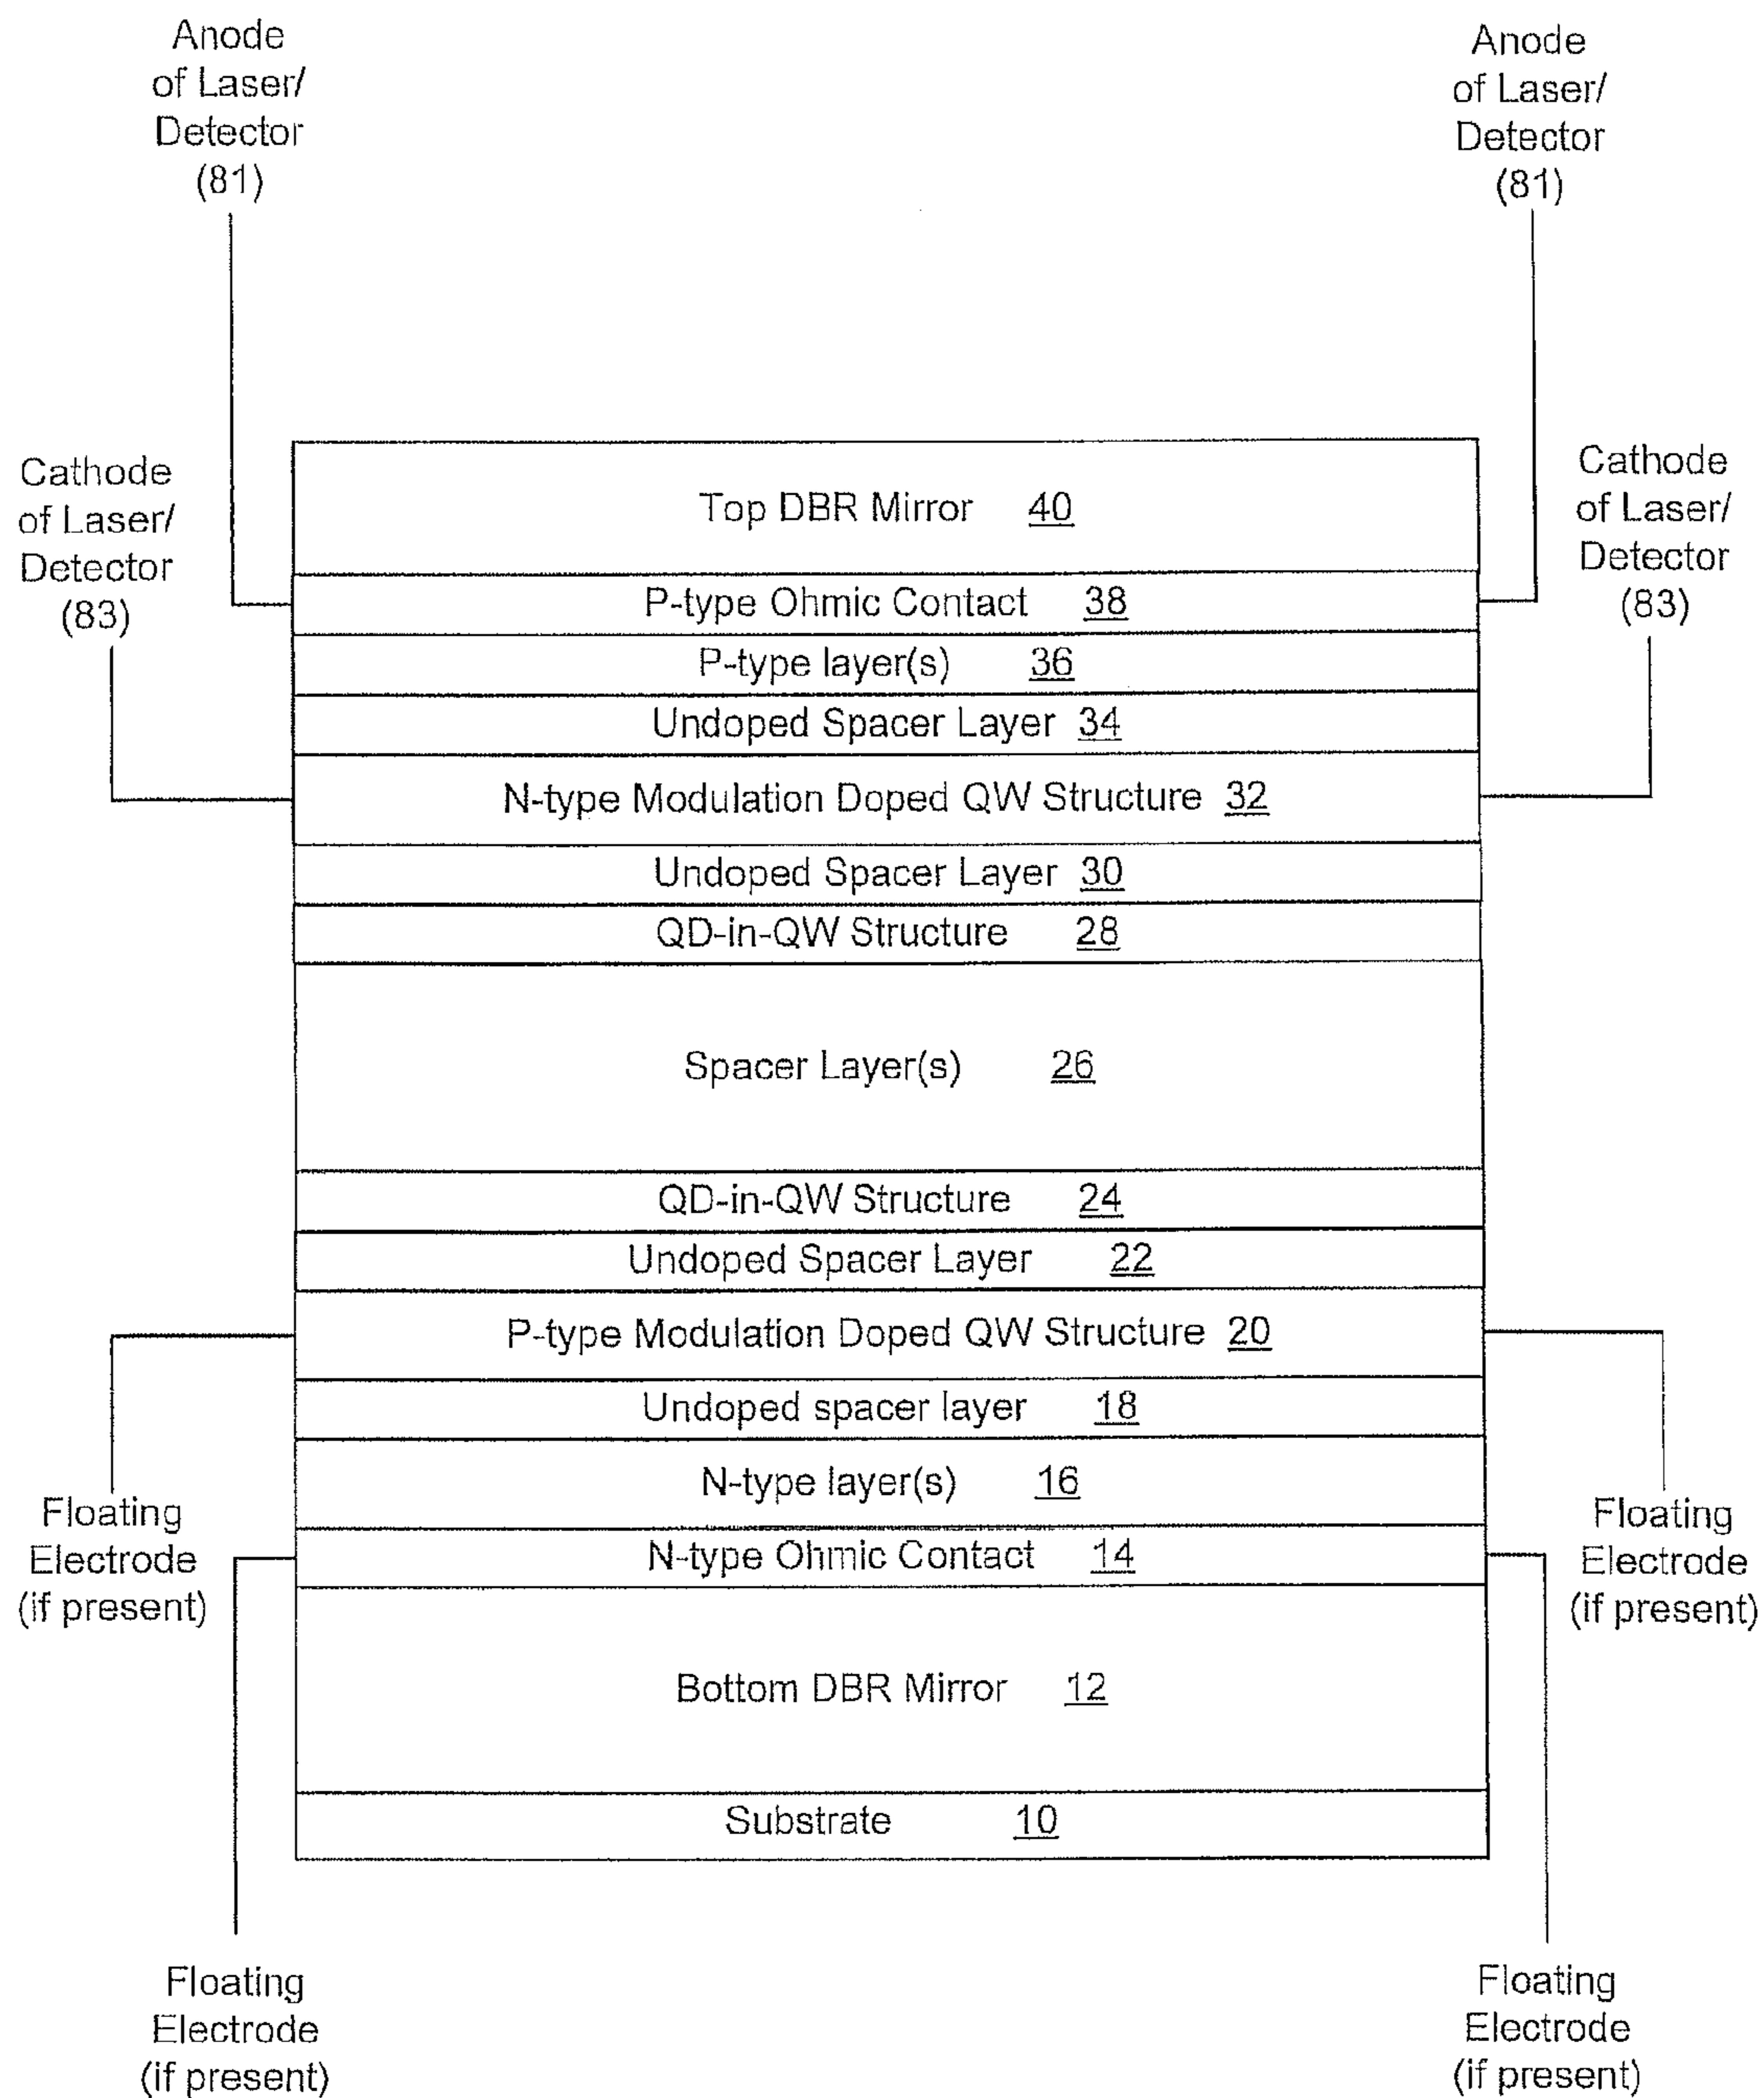 Anode
of Laser/
Detector
(81)
Anode
of Laser/
Detector
(81)
Cathode
of Laser/
Detector
(83)
Cathode
of Laser/
Detector
(83)
Top DBR Mirror 40
P-type Ohmic Contact 38
P-type layer(s) 36
Undoped Spacer Layer 34
N-type Modulation Doped QW Structure 32
Undoped Spacer Layer 30
QD-in-QW Structure 28
Spacer Layer(s) 26
QD-in-QW Structure 24
Undoped Spacer Layer 22
P-type Modulation Doped QW Structure 20
Undoped spacer layer 18
N-type layer(s) 16
N-type Ohmic Contact 14
Bottom DBR Mirror 12
Substrate 10
Floating
Electrode
(if present)
Floating
Electrode
(if present)
Floating
Electrode
(if present)
Floating
Electrode
(if present)